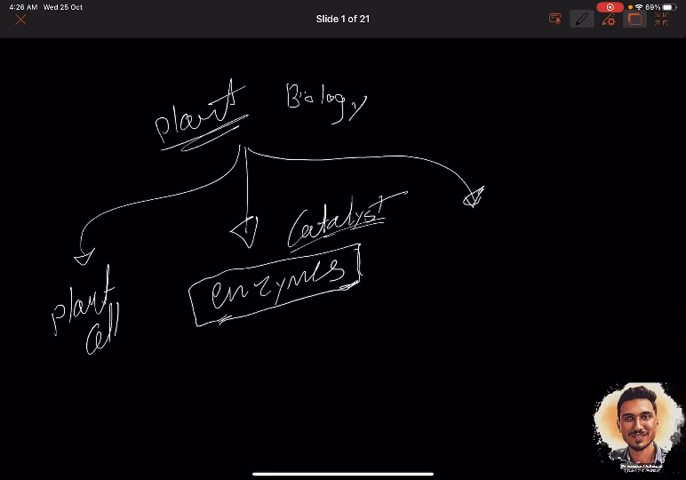 4:26 AM Wed 25 Oct
69%
Slide 1 of 21
plant Biology
Catalyst
enzymes
plant
cell